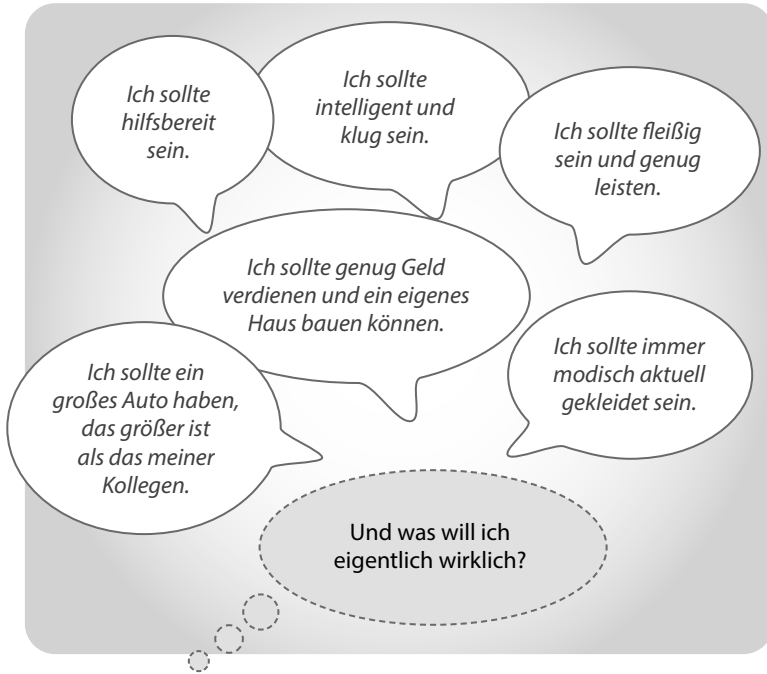 Ich sollte
hilfsbereit
sein.
Ich sollte
intelligent und
klug sein.
Ich sollte fleißig
sein und genug
leisten.
Ich sollte genug Geld
verdienen und ein eigenes
Haus bauen können.
Ich sollte ein
großes Auto haben,
das größer ist
als das meiner
Kollegen.
Ich sollte immer
modisch aktuell
gekleidet sein.
Und was will ich
eigentlich wirklich?